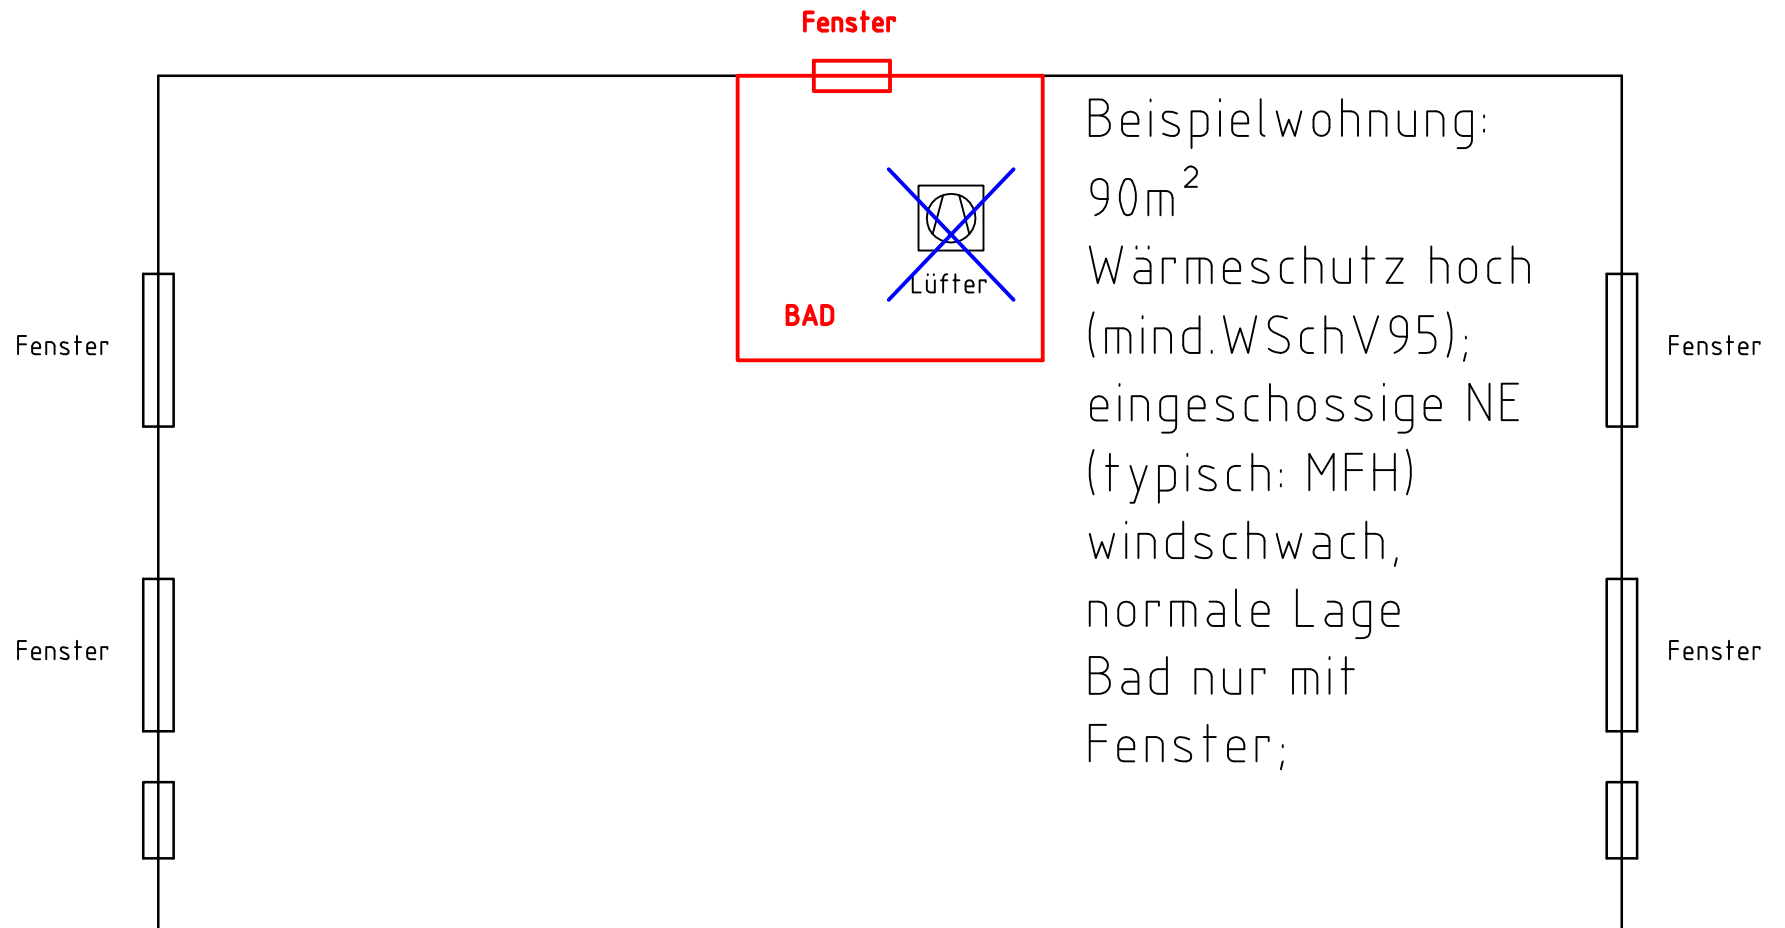 Fenster
Beispielwohnung:
90m²
Wärmeschutz hoch
(mind.WSchV95);
eingeschossige NE
(typisch: MFH)
windschwach,
normale Lage
Bad nur mit
Fenster;
Lüfter
BAD
Fenster
Fenster
Fenster
Fenster